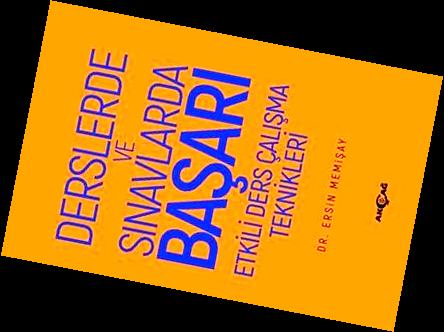 DERSLERDE
VE
SINAVLARDA
BAŞARI
ETKİLİ DERS ÇALIŞMA
TEKNİKLERİ
DR. ERSİN MEMİŞAY
AKÇAĞ